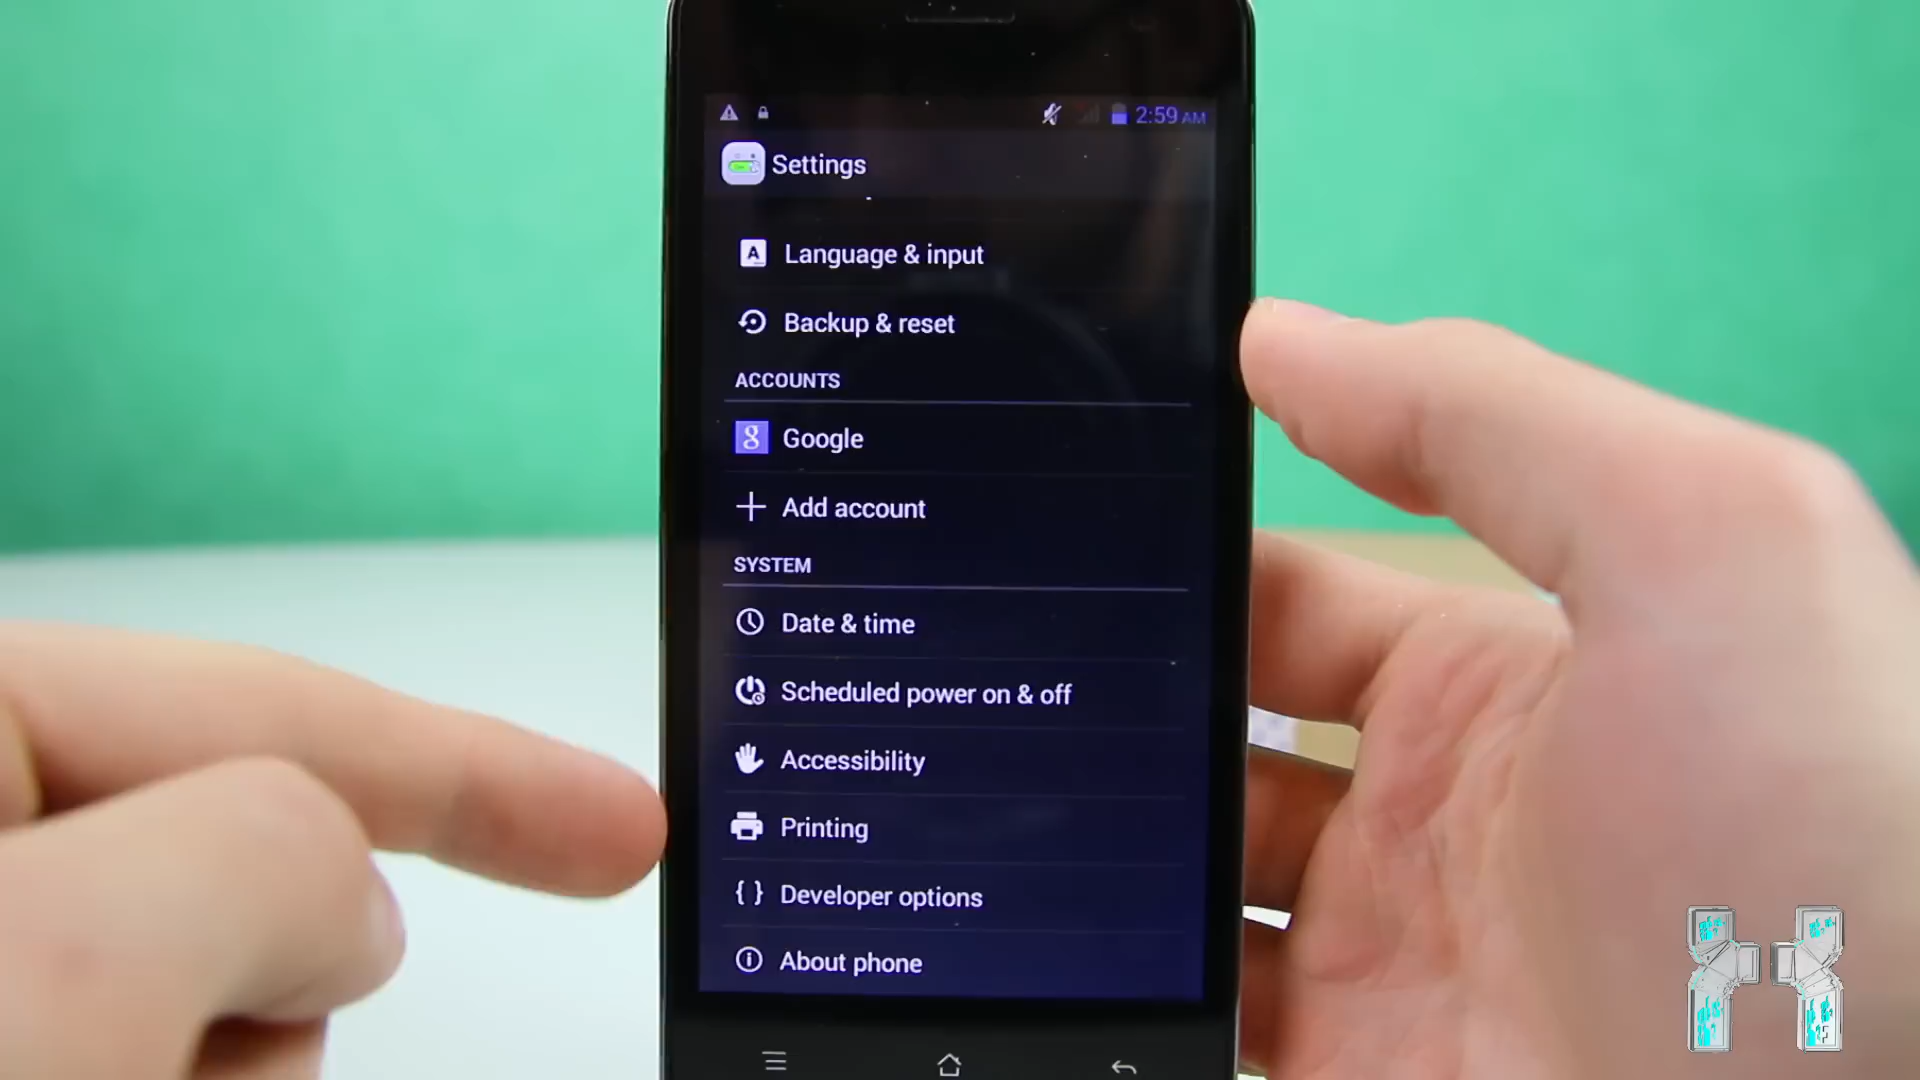 2:59 AM
Settings
Language & input
Backup & reset
ACCOUNTS
Google
Add account
SYSTEM
Date & time
Scheduled power on & off
Accessibility
Printing
Developer options
About phone